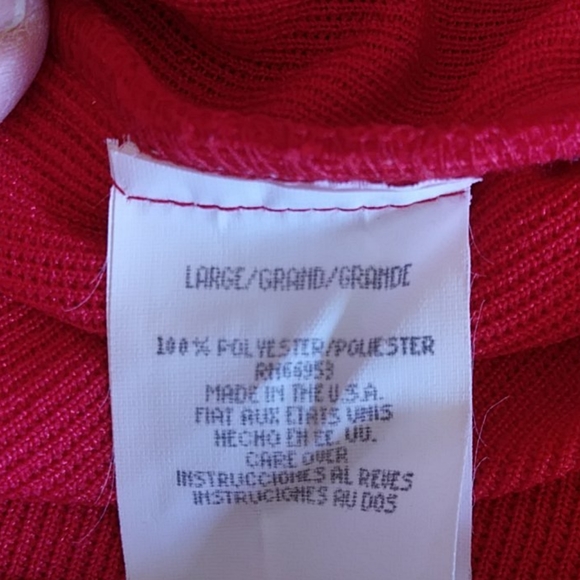 LARGE/GRAND/GRANDE
100% POLYESTER/POLIESTER
RN66953
MADE IN THE U.S.A.
FIAT AUX ETATS UNIS
HECHO EN EE. UU.
CARE OVER
INSTRUCCIONES AL REVES
INSTRUCIONES AU DOS